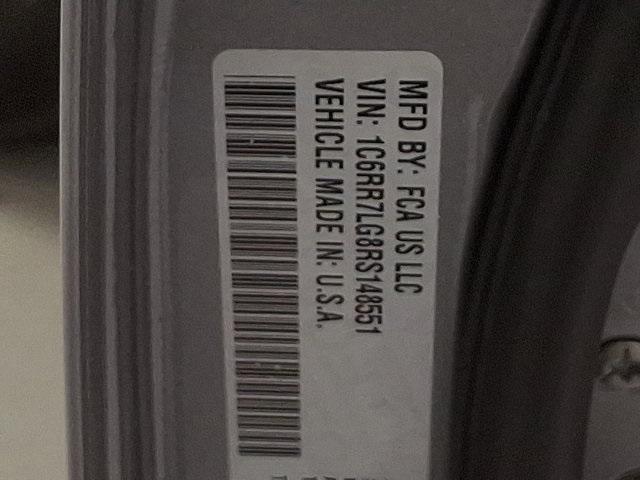 MFD BY: FCA US LLC
VIN: 1C6RR7LG8RS148551
VEHICLE MADE IN: U.S.A.